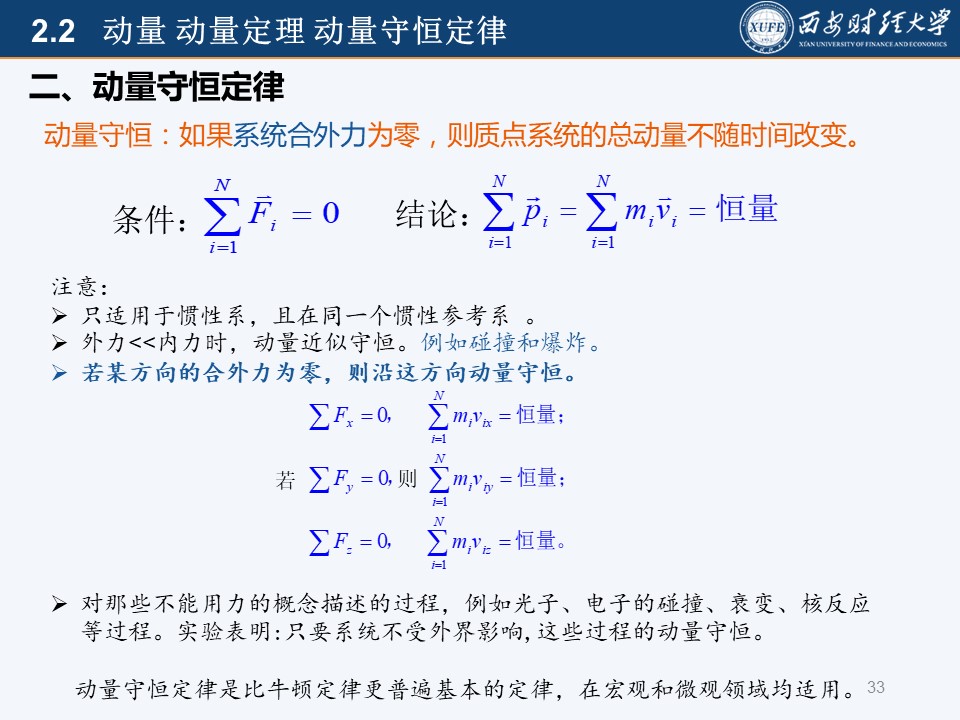 2.2 动量 动量定理 动量守恒定律
XUFE
西安财经大学
XI'AN UNIVERSITY OF FINANCE AND ECONOMICS
二、动量守恒定律
动量守恒：如果系统合外力为零，则质点系统的总动量不随时间改变。
条件: $\sum_{i=1}^{N} \vec{F}_i = 0$ 结论: $\sum_{i=1}^{N} \vec{p}_i = \sum_{i=1}^{N} m_i \vec{v}_i = 恒量$
注意:
➢ 只适用于惯性系，且在同一个惯性参考系 。
➢ 外力<<内力时，动量近似守恒。例如碰撞和爆炸。
➢ 若某方向的合外力为零，则沿这方向动量守恒。
$\sum F_x = 0,$ $\sum_{i=1}^{N} m_i v_{ix} = 恒量;$
若 $\sum F_y = 0,$ 则 $\sum_{i=1}^{N} m_i v_{iy} = 恒量;$
$\sum F_z = 0,$ $\sum_{i=1}^{N} m_i v_{iz} = 恒量。$
➢ 对那些不能用力的概念描述的过程，例如光子、电子的碰撞、衰变、核反应
等过程。实验表明:只要系统不受外界影响,这些过程的动量守恒。
动量守恒定律是比牛顿定律更普遍基本的定律，在宏观和微观领域均适用。
33